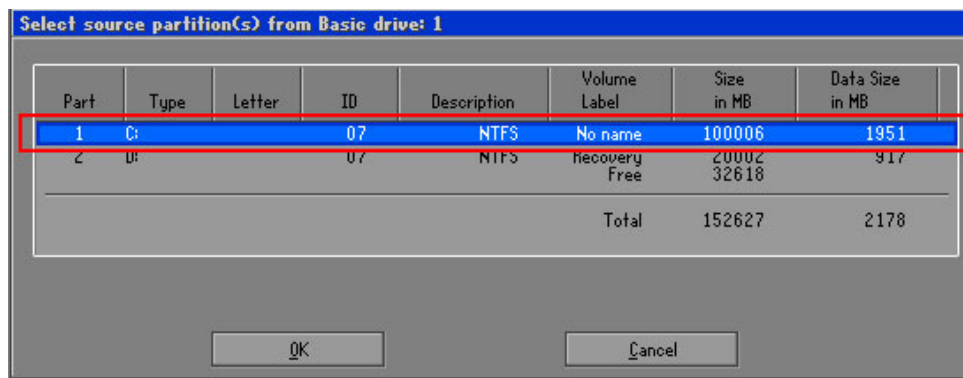 Select source partition(s) from Basic drive: 1
Part Type Letter ID Description Volume Label Size in MB Data Size in MB
1 C: 07 NTFS No name 100006 1951
2 D: 07 NTFS Recovery 20002 917
Free 32618
Total 152627 2178
OK Cancel